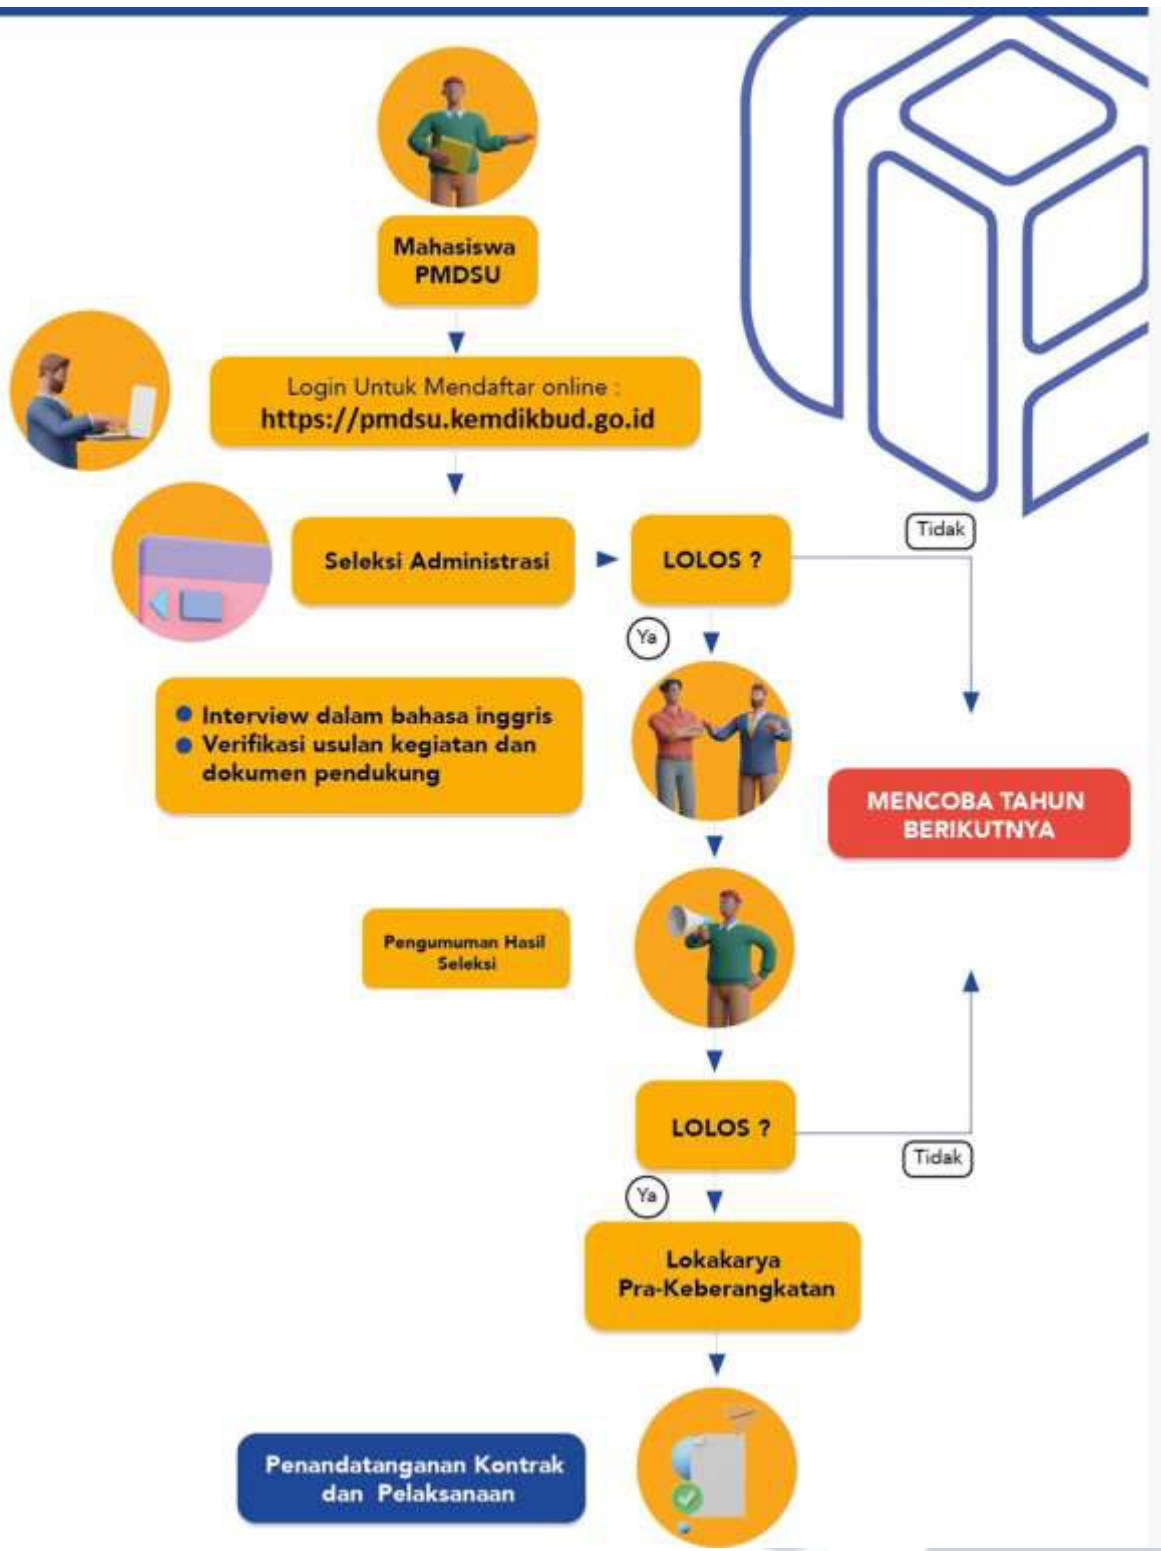 Mahasiswa
PMDSU
Login Untuk Mendaftar online :
https://pmdsu.kemdikbud.go.id
Seleksi Administrasi
LOLOS ?
Tidak
Ya
Interview dalam bahasa inggris
Verifikasi usulan kegiatan dan
dokumen pendukung
MENCOBA TAHUN
BERIKUTNYA
Pengumuman Hasil
Seleksi
LOLOS ?
Tidak
Ya
Lokakarya
Pra-Keberangkatan
Penandatanganan Kontrak
dan Pelaksanaan